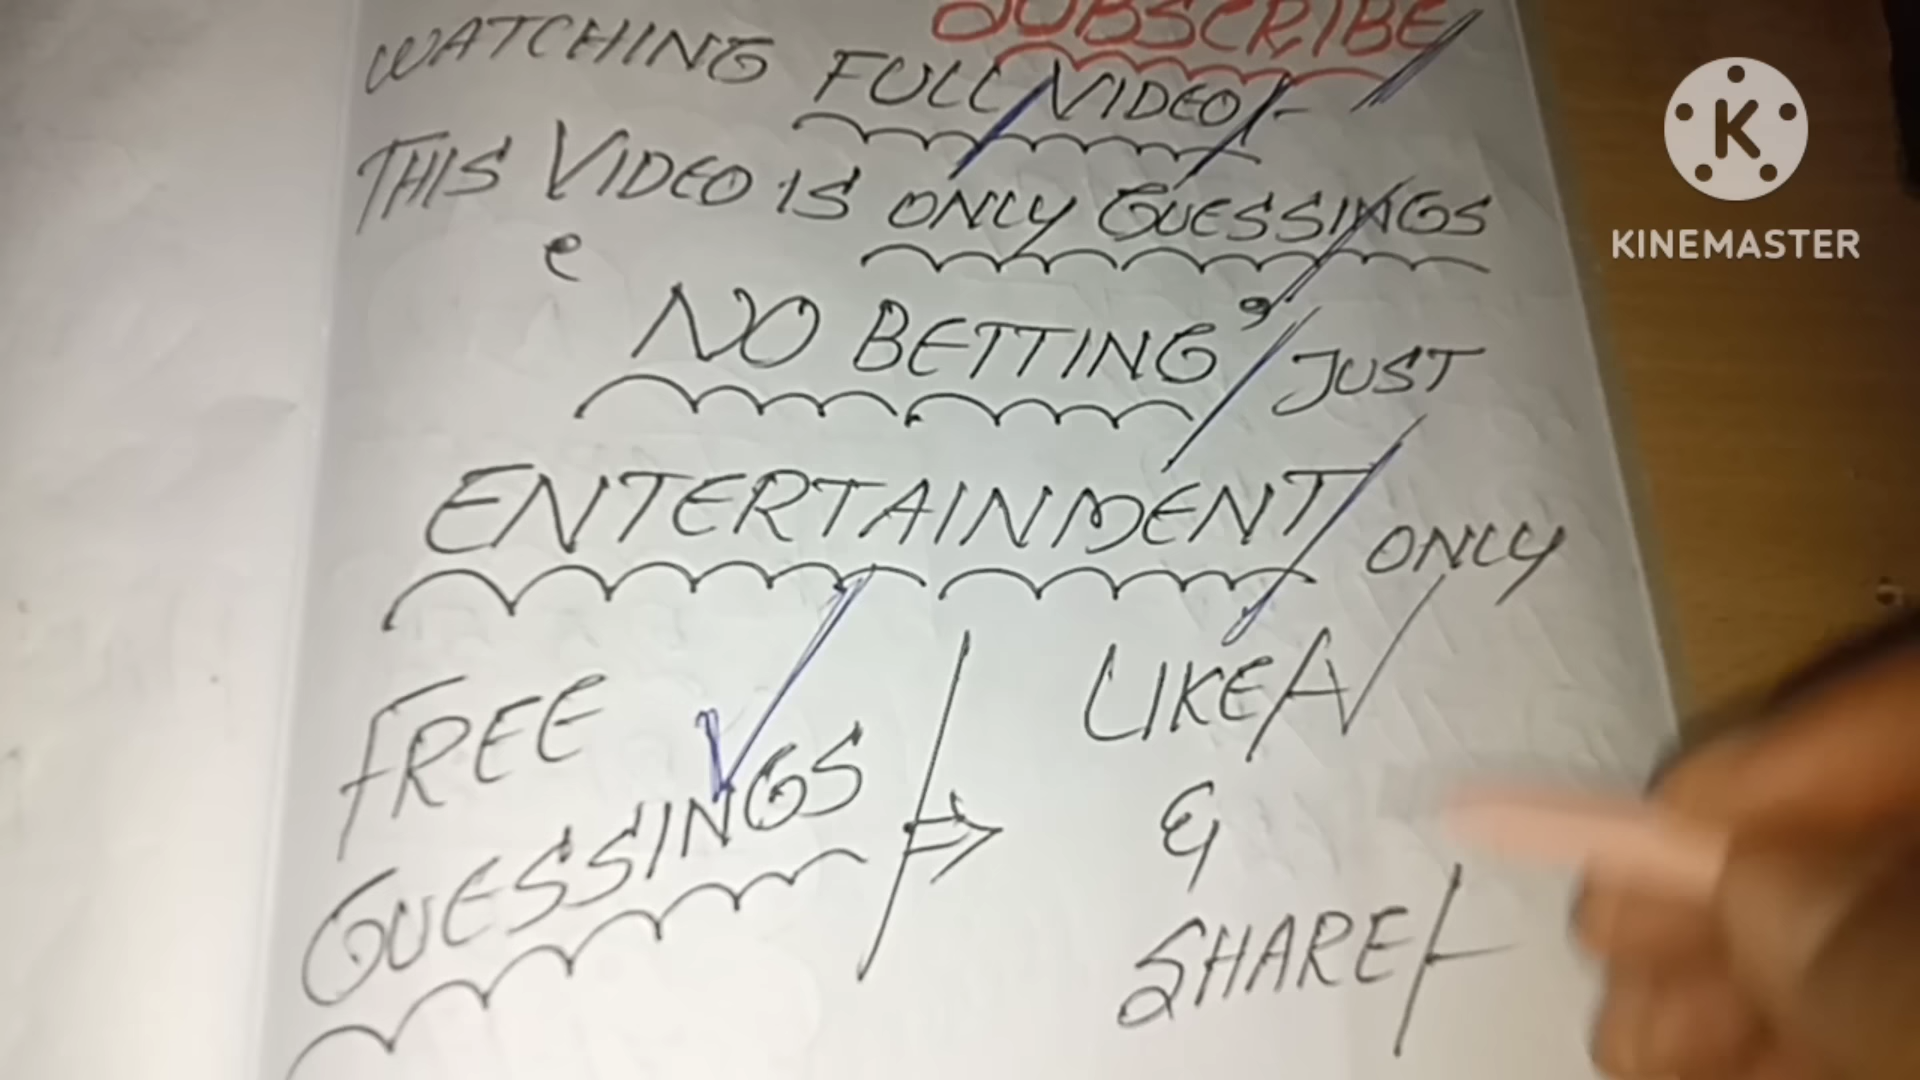 SUBSCRIBE
WATCHING FULL VIDEO/-
THIS VIDEO IS ONLY GUESSINGS
NO BETTING, JUST
ENTERTAINMENT ONLY
FREE GUESSINGS
LIKE
&
SHARE/-
KINEMASTER